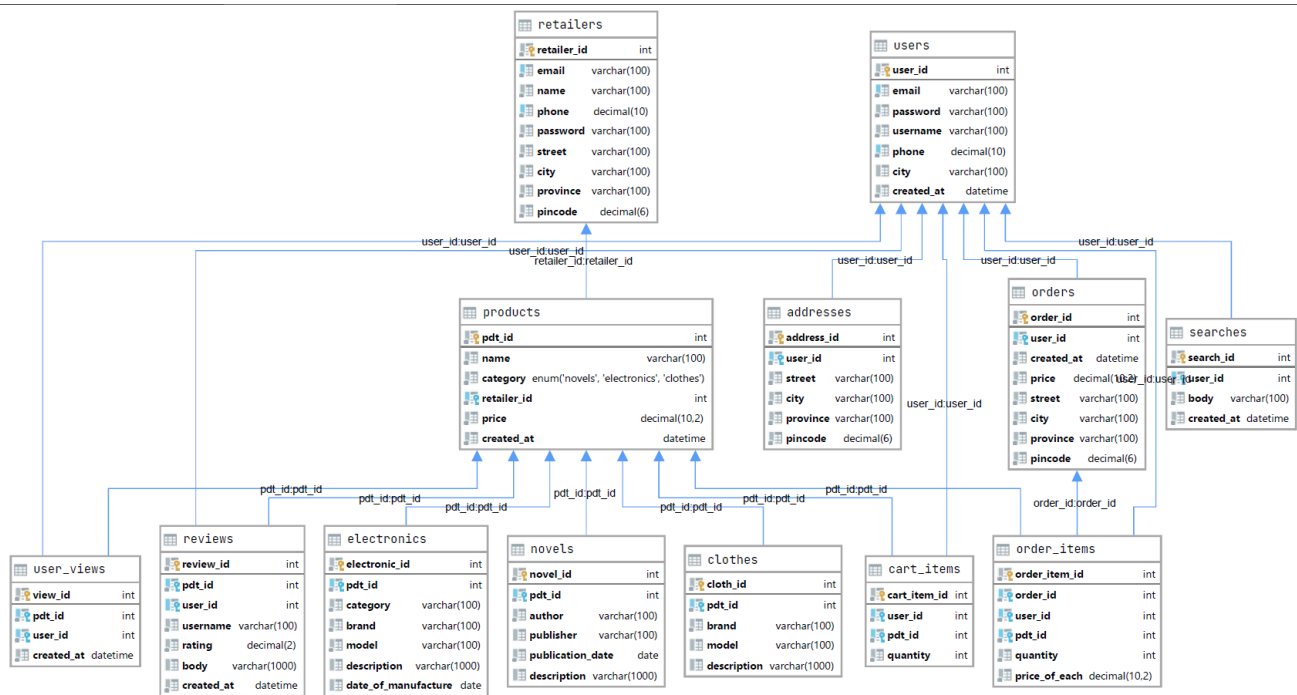 retailers
retailer_id int
email varchar(100)
name varchar(100)
phone decimal(10)
password varchar(100)
street varchar(100)
city varchar(100)
province varchar(100)
pincode decimal(6)
users
user_id int
email varchar(100)
password varchar(100)
username varchar(100)
phone decimal(10)
city varchar(100)
created_at datetime
user_id:user_id
user_id:user_id
retailer_id:retailer_id
user_id:user_id
user_id:user_id
user_id:user_id
products
pdt_id int
name varchar(100)
category enum('novels', 'electronics', 'clothes')
retailer_id int
price decimal(10,2)
created_at datetime
addresses
address_id int
user_id int
street varchar(100)
city varchar(100)
province varchar(100)
pincode decimal(6)
user_id:user_id
orders
order_id int
user_id int
created_at datetime
price decimal(10,2)
street varchar(100)
city varchar(100)
province varchar(100)
pincode decimal(6)
user_id:user_id
searches
search_id int
user_id int
body varchar(100)
created_at datetime
pdt_id:pdt_id
pdt_id:pdt_id
pdt_id:pdt_id
pdt_id:pdt_id
pdt_id:pdt_id
pdt_id:pdt_id
pdt_id:pdt_id
order_id:order_id
user_views
view_id int
pdt_id int
user_id int
created_at datetime
reviews
review_id int
pdt_id int
user_id int
username varchar(100)
rating decimal(2)
body varchar(1000)
created_at datetime
electronics
electronic_id int
pdt_id int
category varchar(100)
brand varchar(100)
model varchar(100)
description varchar(1000)
date_of_manufacture date
novels
novel_id int
pdt_id int
author varchar(100)
publisher varchar(100)
publication_date date
description varchar(1000)
clothes
cloth_id int
pdt_id int
brand varchar(100)
model varchar(100)
description varchar(1000)
cart_items
cart_item_id int
user_id int
pdt_id int
quantity int
order_items
order_item_id int
order_id int
user_id int
pdt_id int
quantity int
price_of_each decimal(10,2)